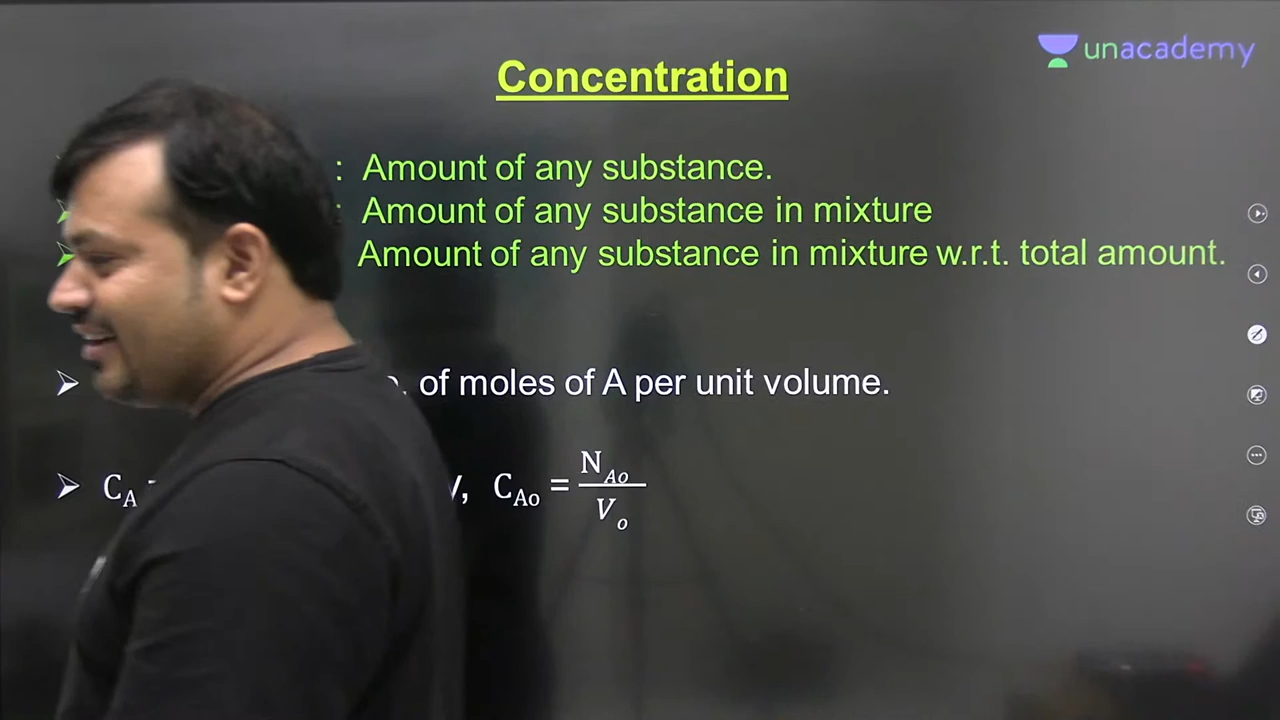 unacademy
Concentration
: Amount of any substance.
: Amount of any substance in mixture
Amount of any substance in mixture w.r.t. total amount.
of moles of A per unit volume.
C_A
C_Ao = N_Ao / V_o